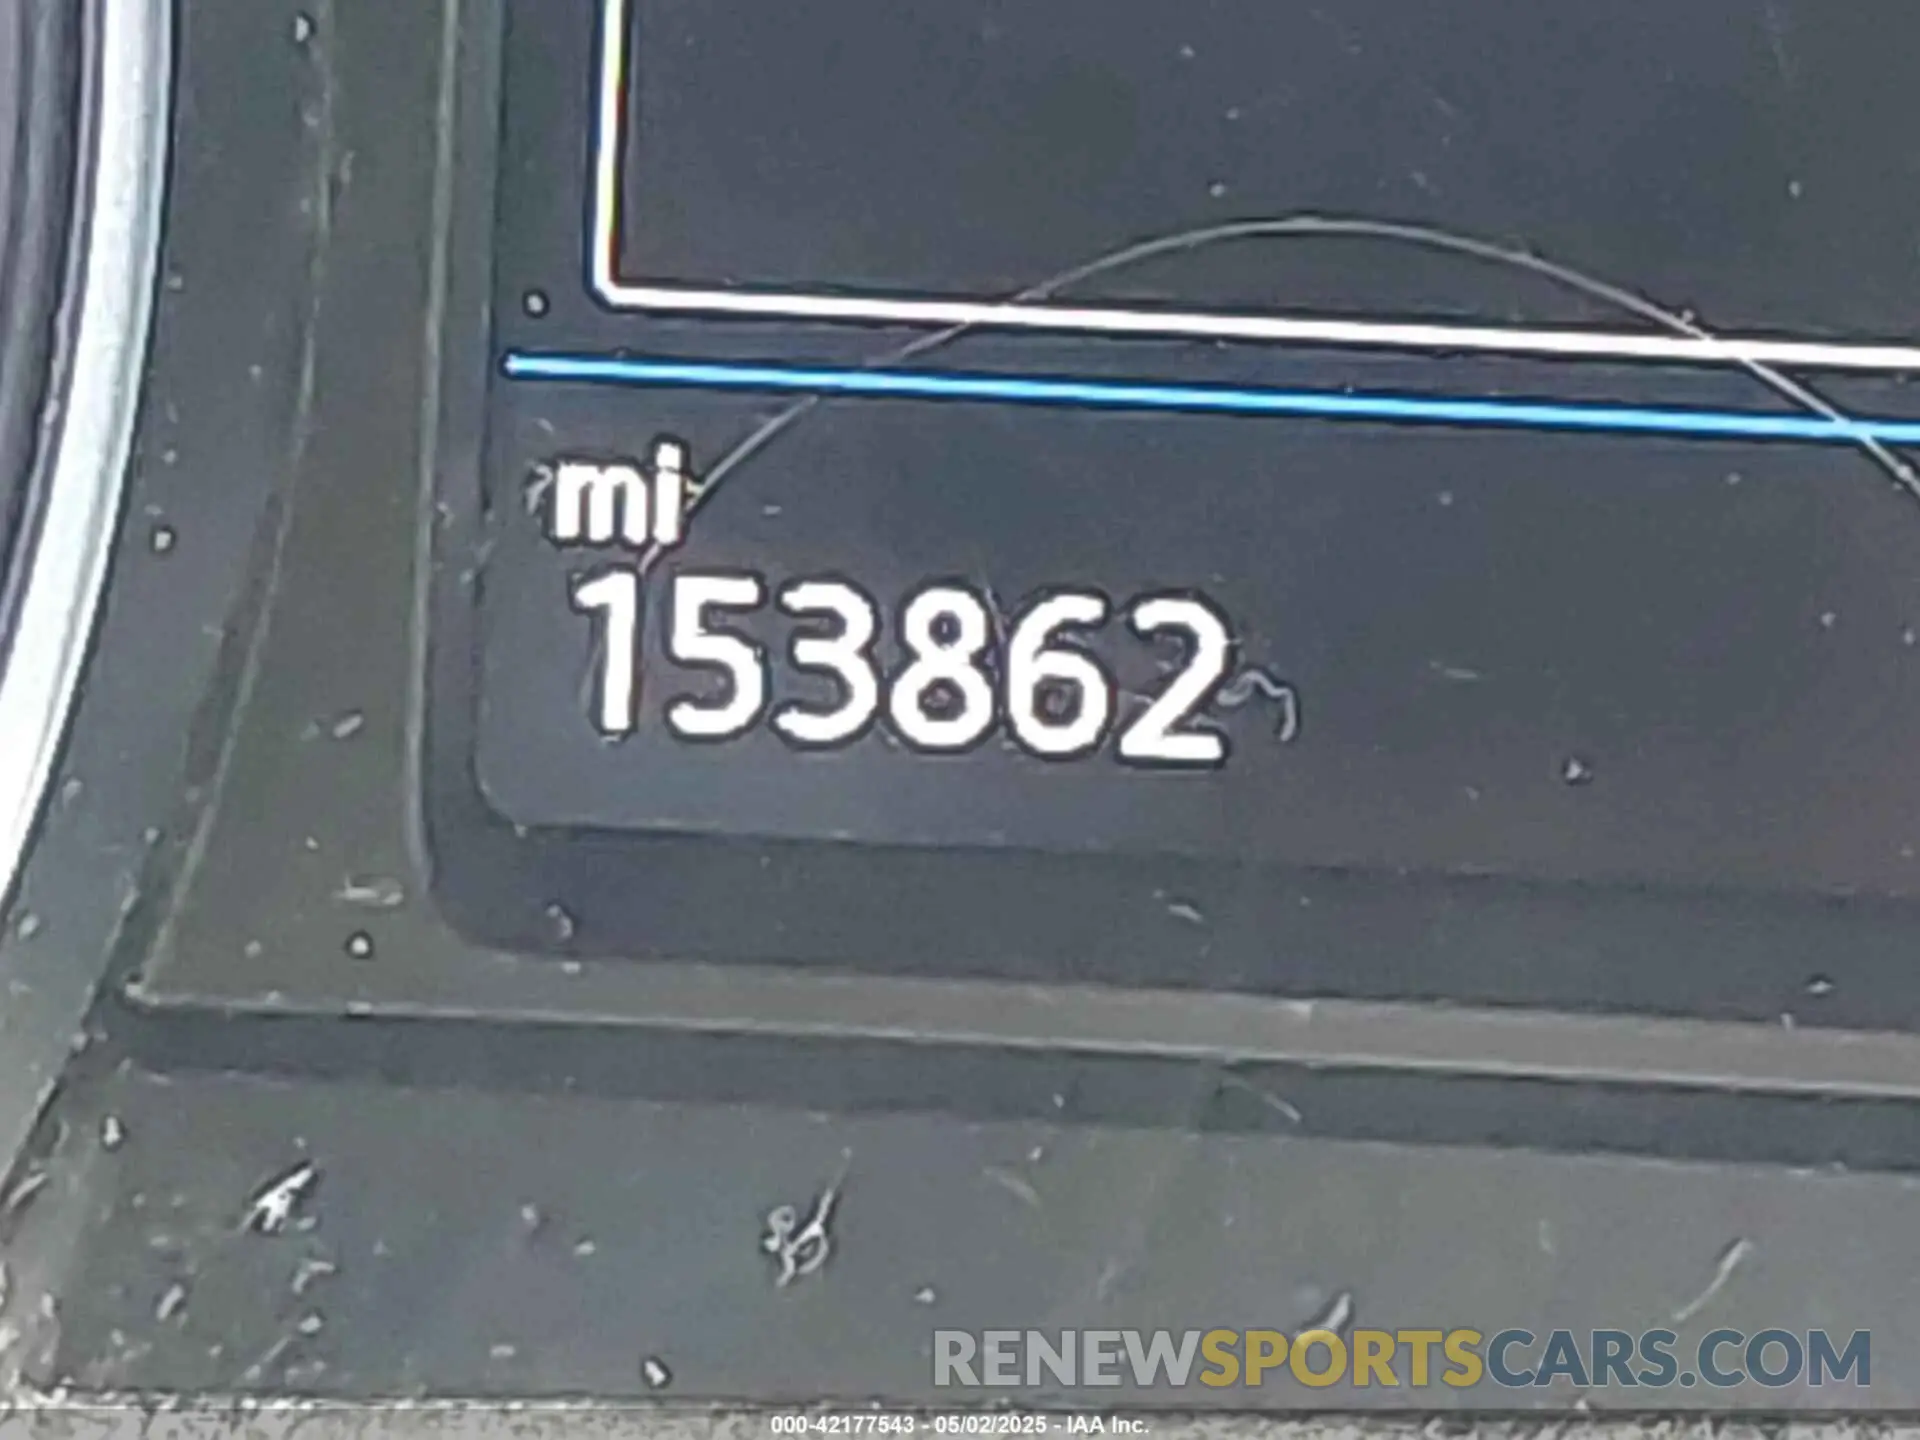 mi
153862
RENEWSPORTSCARS.COM
000-42177543 - 05/02/2025 - IAA Inc.